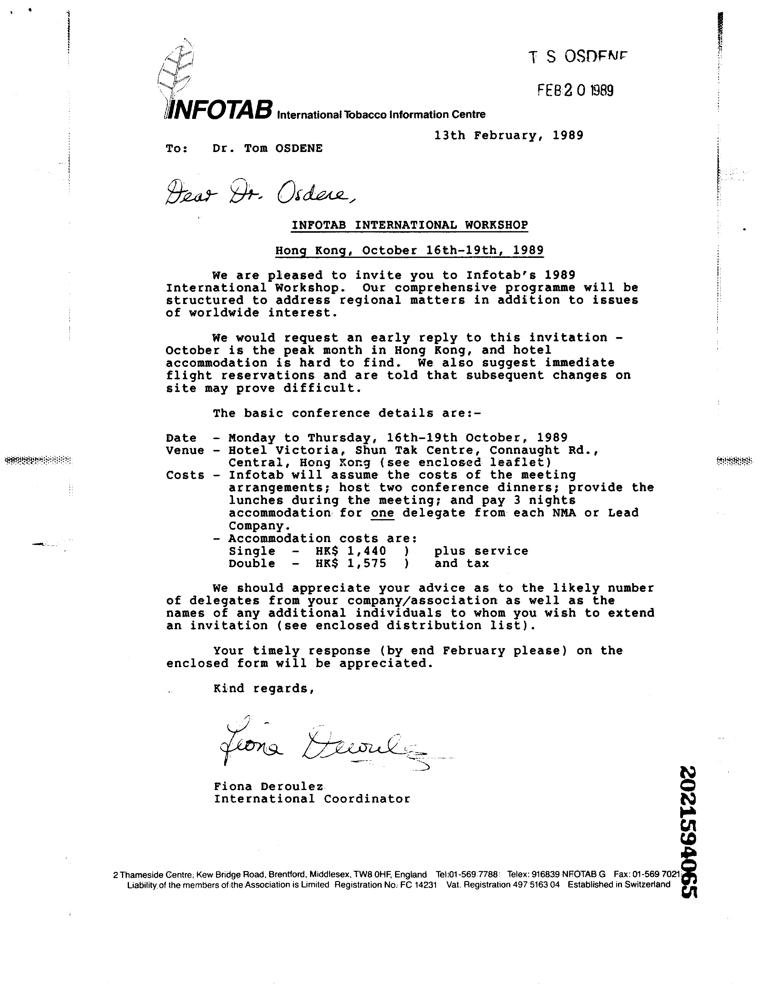 T S OSDENE
FEB 20 1989
INFOTAB International Tobacco Information Centre
13th February, 1989
To: Dr. Tom OSDENE
Dear Dr. Osdene,
INFOTAB INTERNATIONAL WORKSHOP
Hong Kong, October 16th-19th, 1989
We are pleased to invite you to Infotab's 1989
International Workshop. Our comprehensive programme will be
structured to address regional matters in addition to issues
of worldwide interest.
We would request an early reply to this invitation -
October is the peak month in Hong Kong, and hotel
accommodation is hard to find. We also suggest immediate
flight reservations and are told that subsequent changes on
site may prove difficult.
The basic conference details are:-
Date - Monday to Thursday, 16th-19th October, 1989
Venue - Hotel Victoria, Shun Tak Centre, Connaught Rd.,
Central, Hong Kong (see enclosed leaflet)
Costs - Infotab will assume the costs of the meeting
arrangements; host two conference dinners; provide the
lunches during the meeting; and pay 3 nights
accommodation for one delegate from each NMA or Lead
Company.
- Accommodation costs are:
Single - HK$ 1,440 ) plus service
Double - HK$ 1,575 ) and tax
We should appreciate your advice as to the likely number
of delegates from your company/association as well as the
names of any additional individuals to whom you wish to extend
an invitation (see enclosed distribution list).
Your timely response (by end February please) on the
enclosed form will be appreciated.
Kind regards,
Fiona Deroulez
Fiona Deroulez
International Coordinator
2 Thameside Centre, Kew Bridge Road, Brentford, Middlesex, TW8 0HF, England Tel:01-569 7788 Telex: 916839 NFOTAB G Fax: 01-569 7021
Liability of the members of the Association is Limited Registration No. FC 14231 Vat. Registration 497 5163 04 Established in Switzerland
2021594065